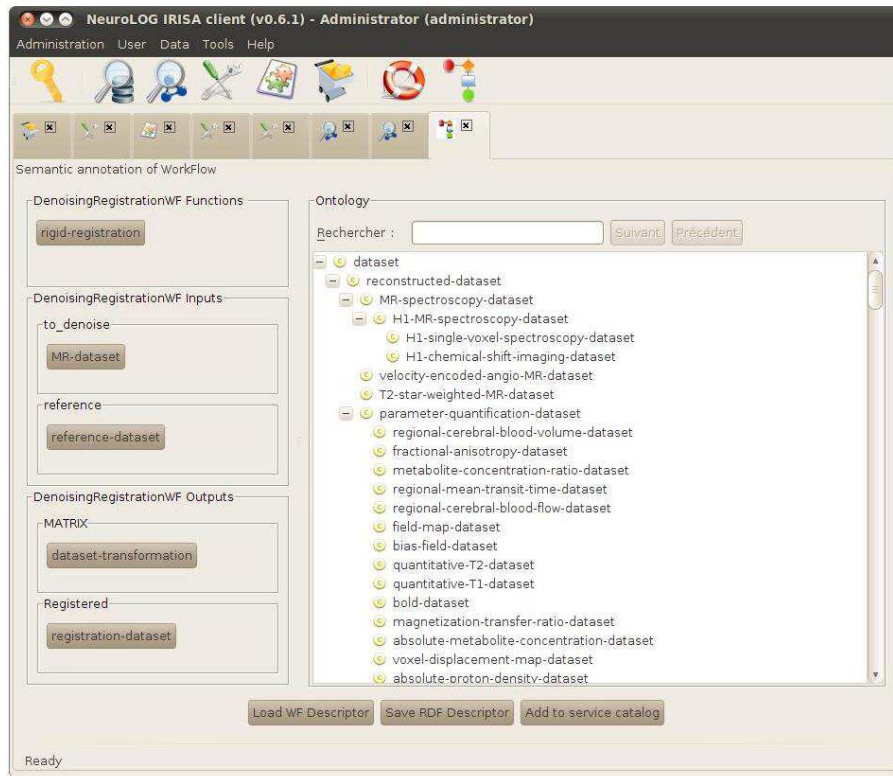 NeuroLOG IRISA client (v0.6.1) - Administrator (administrator)
Administration User Data Tools Help
Semantic annotation of WorkFlow
DenoisingRegistrationWF Functions
rigid-registration
DenoisingRegistrationWF Inputs
to_denoise
MR-dataset
reference
reference-dataset
DenoisingRegistrationWF Outputs
MATRIX
dataset-transformation
Registered
registration-dataset
Ontology
Rechercher :
Suivant Précédent
dataset
reconstructed-dataset
MR-spectroscopy-dataset
H1-MR-spectroscopy-dataset
H1-single-voxel-spectroscopy-dataset
H1-chemical-shift-imaging-dataset
velocity-encoded-angio-MR-dataset
T2-star-weighted-MR-dataset
parameter-quantification-dataset
regional-cerebral-blood-volume-dataset
fractional-anisotropy-dataset
metabolite-concentration-ratio-dataset
regional-mean-transit-time-dataset
regional-cerebral-blood-flow-dataset
field-map-dataset
bias-field-dataset
quantitative-T2-dataset
quantitative-T1-dataset
bold-dataset
magnetization-transfer-ratio-dataset
absolute-metabolite-concentration-dataset
voxel-displacement-map-dataset
absolute-proton-density-dataset
Load WF Descriptor Save RDF Descriptor Add to service catalog
Ready